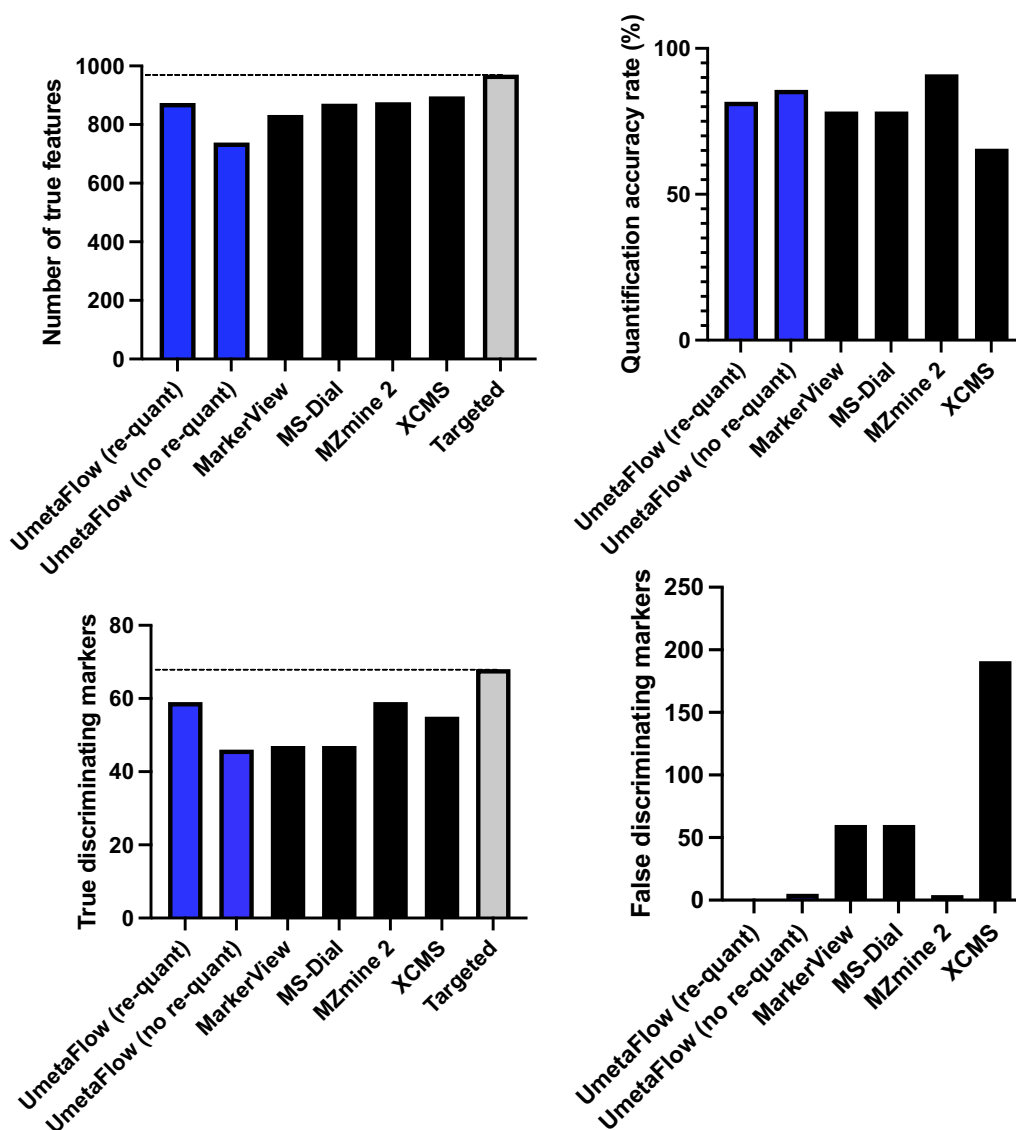 Number of true features
1000
800
600
400
200
0
UmetaFlow (re-quant)
UmetaFlow (no re-quant)
MarkerView
MS-Dial
MZmine 2
XCMS
Targeted
Quantification accuracy rate (%)
100
50
0
UmetaFlow (re-quant)
UmetaFlow (no re-quant)
MarkerView
MS-Dial
MZmine 2
XCMS
True discriminating markers
80
60
40
20
0
UmetaFlow (re-quant)
UmetaFlow (no re-quant)
MarkerView
MS-Dial
MZmine 2
XCMS
Targeted
False discriminating markers
250
200
150
100
50
0
UmetaFlow (re-quant)
UmetaFlow (no re-quant)
MarkerView
MS-Dial
MZmine 2
XCMS